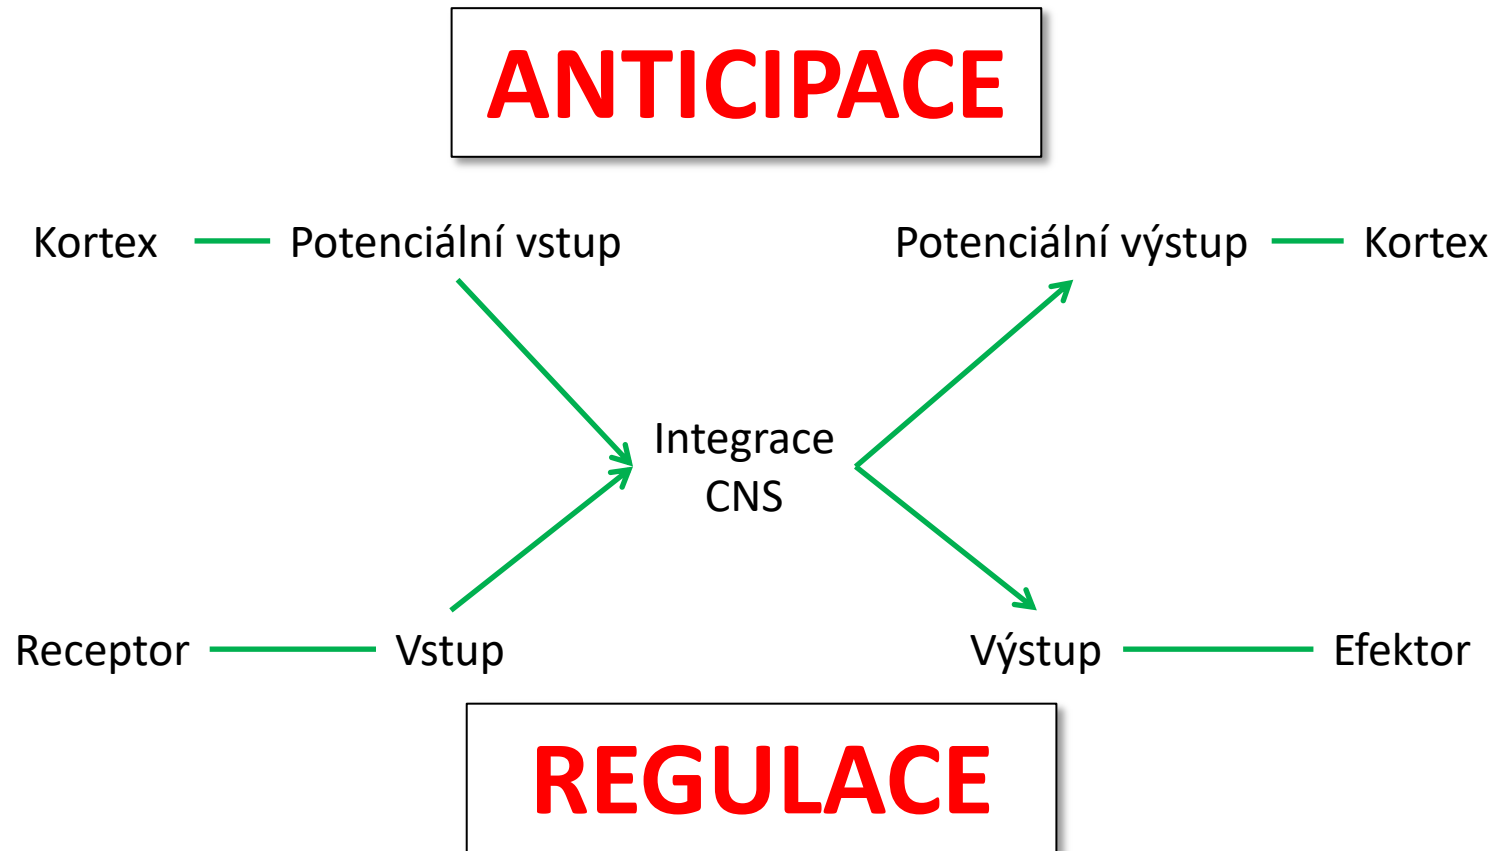 ANTICIPACE
Kortex Potenciální vstup Potenciální výstup Kortex
Integrace
CNS
Receptor Vstup Výstup Efektor
REGULACE